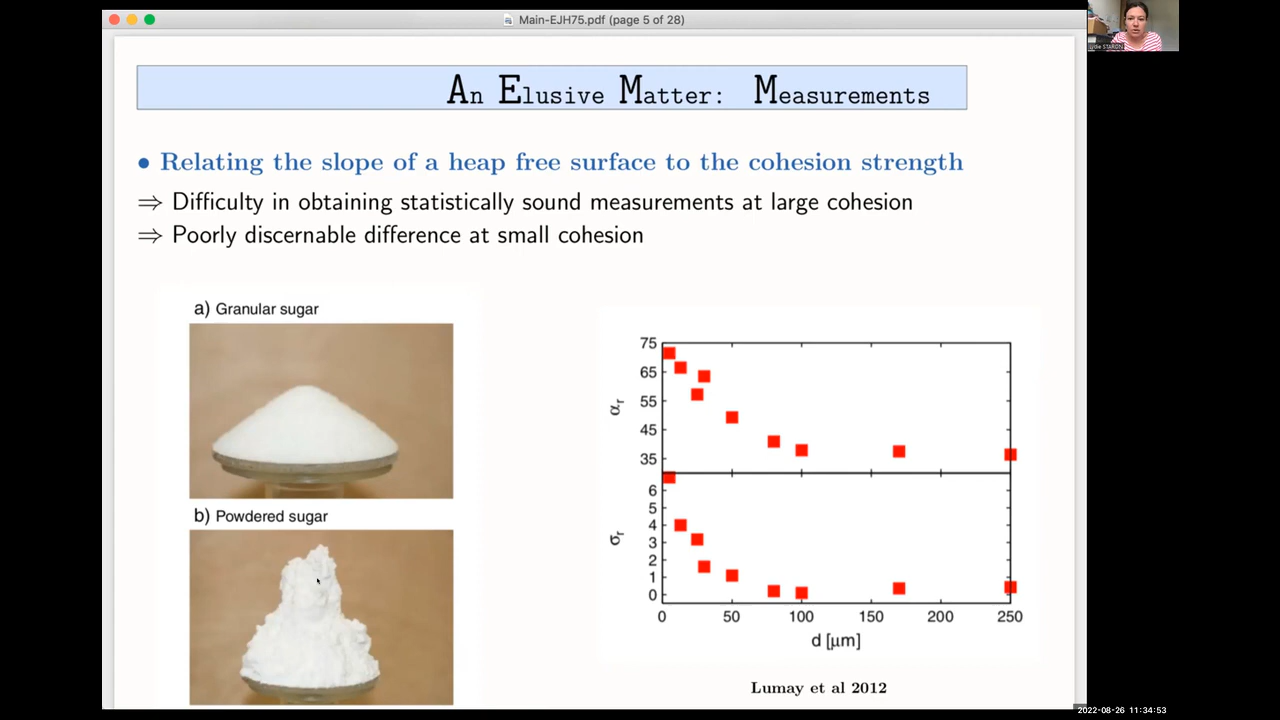 Main-EJH75.pdf (page 5 of 28)
Lydie STARON
An Elusive Matter: Measurements
• Relating the slope of a heap free surface to the cohesion strength
⇒ Difficulty in obtaining statistically sound measurements at large cohesion
⇒ Poorly discernable difference at small cohesion
a) Granular sugar
b) Powdered sugar
75
65
55
45
35
αr
6
5
4
3
2
1
0
σr
0 50 100 150 200 250
d [μm]
Lumay et al 2012
2022-08-26 11:34:53